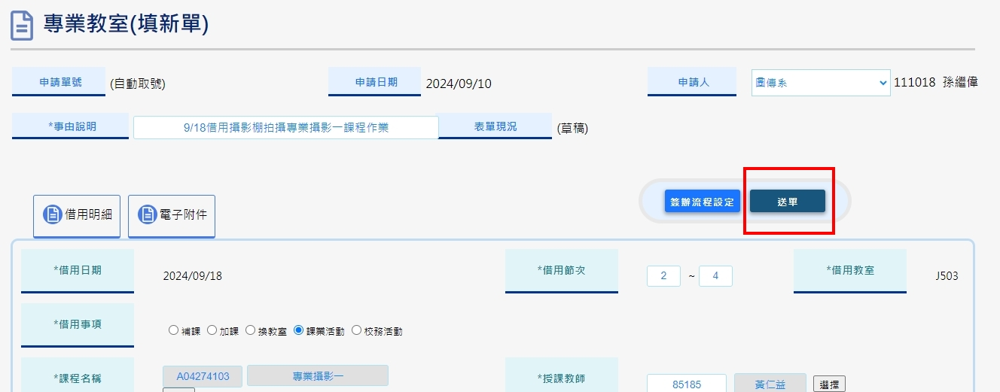 專業教室(填新單)
申請單號 (自動取號) 申請日期 2024/09/10 申請人 圖傳系 111018 孫繼偉
*事由說明 9/18借用攝影棚拍攝專業攝影一課程作業 表單現況 (草稿)
簽辦流程設定 送單
借用明細 電子附件
*借用日期 2024/09/18 *借用節次 2 ~ 4 *借用教室 J503
*借用事項 補課 加課 換教室 課業活動 校務活動
*課程名稱 A04274103 專業攝影一 *授課教師 85185 黃仁益 選擇